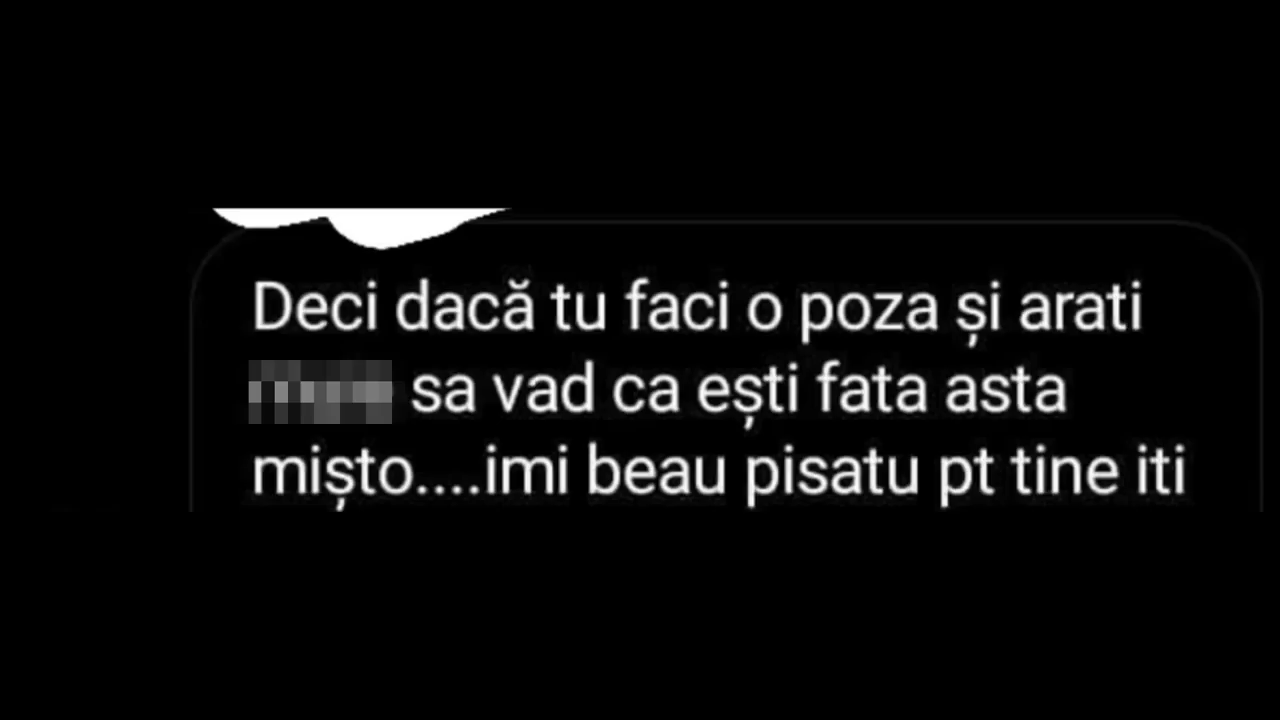 Deci dacă tu faci o poza și arati
sa vad ca ești fata asta
mișto....imi beau pisatu pt tine iti